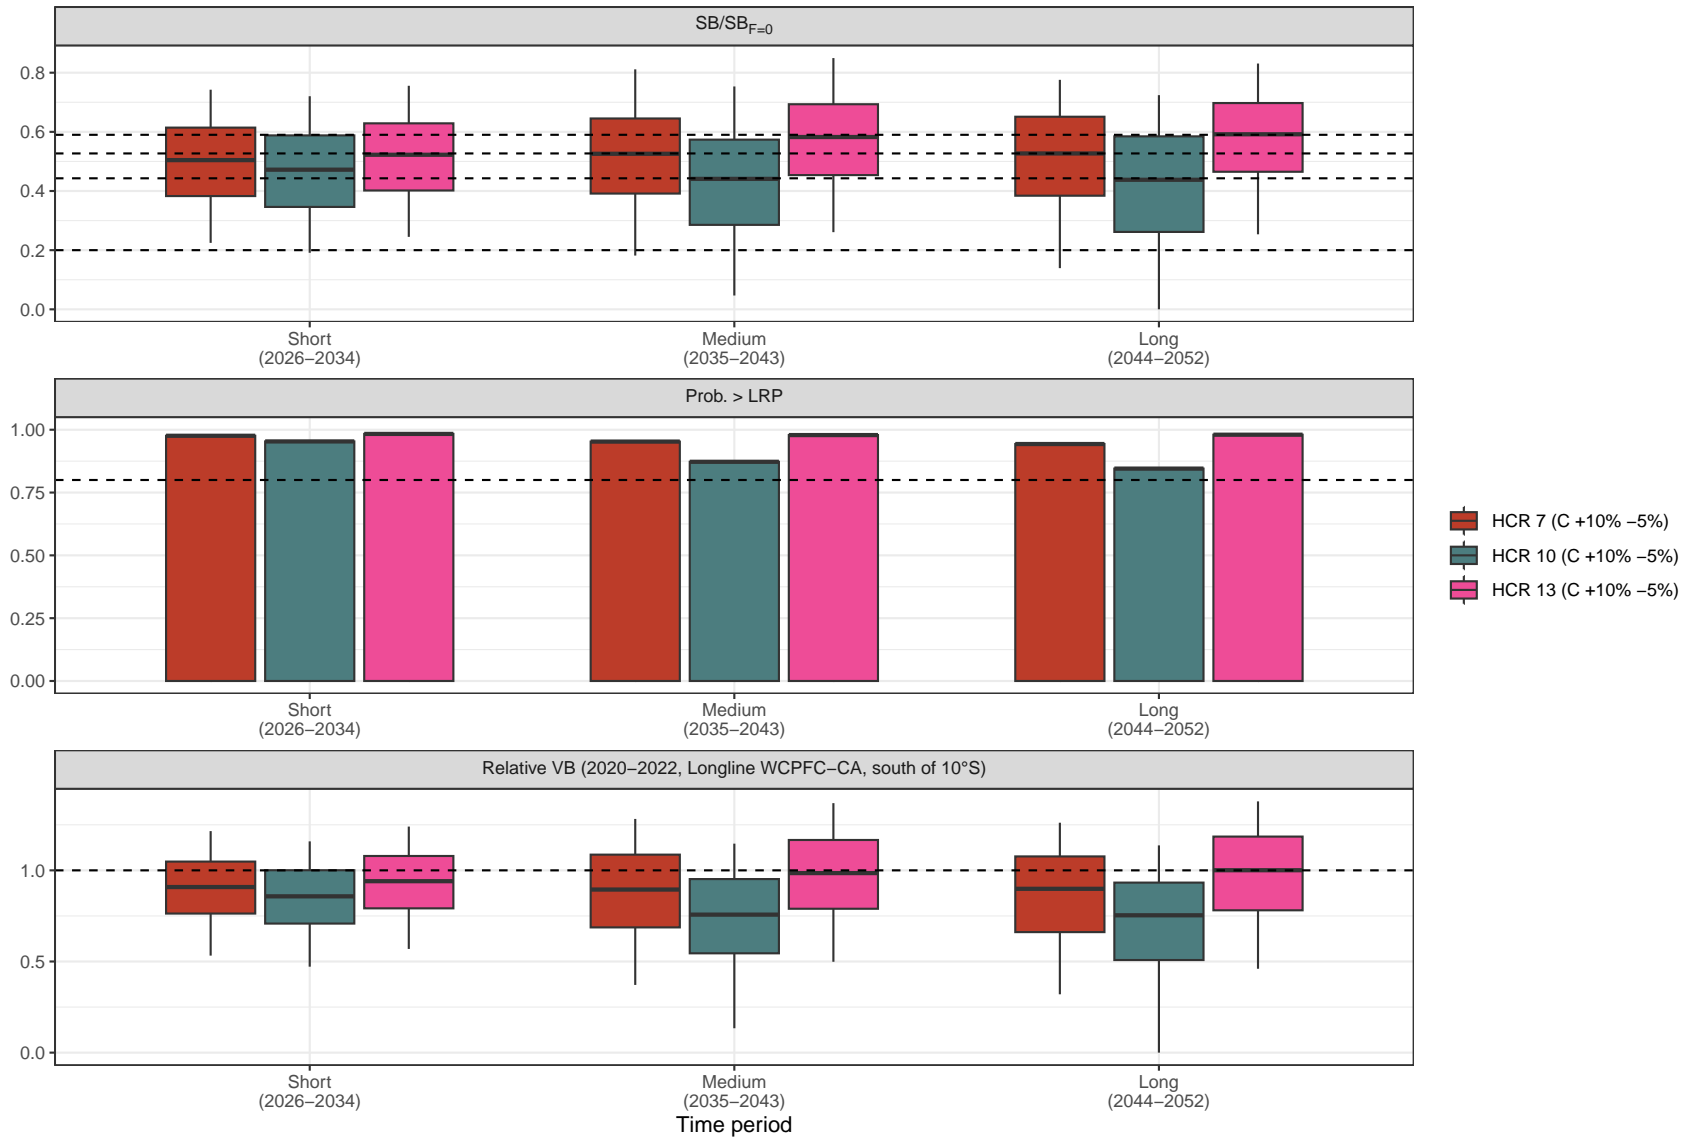 SB/SB_F=0
0.8
0.6
0.4
0.2
0.0
Short Medium Long
(2026−2034) (2035−2043) (2044−2052)
Prob. > LRP
1.00
0.75
0.50
0.25
0.00
Short Medium Long
(2026−2034) (2035−2043) (2044−2052)
HCR 7 (C +10% −5%)
HCR 10 (C +10% −5%)
HCR 13 (C +10% −5%)
Relative VB (2020−2022, Longline WCPFC−CA, south of 10°S)
1.0
0.5
0.0
Short Medium Long
(2026−2034) (2035−2043) (2044−2052)
Time period